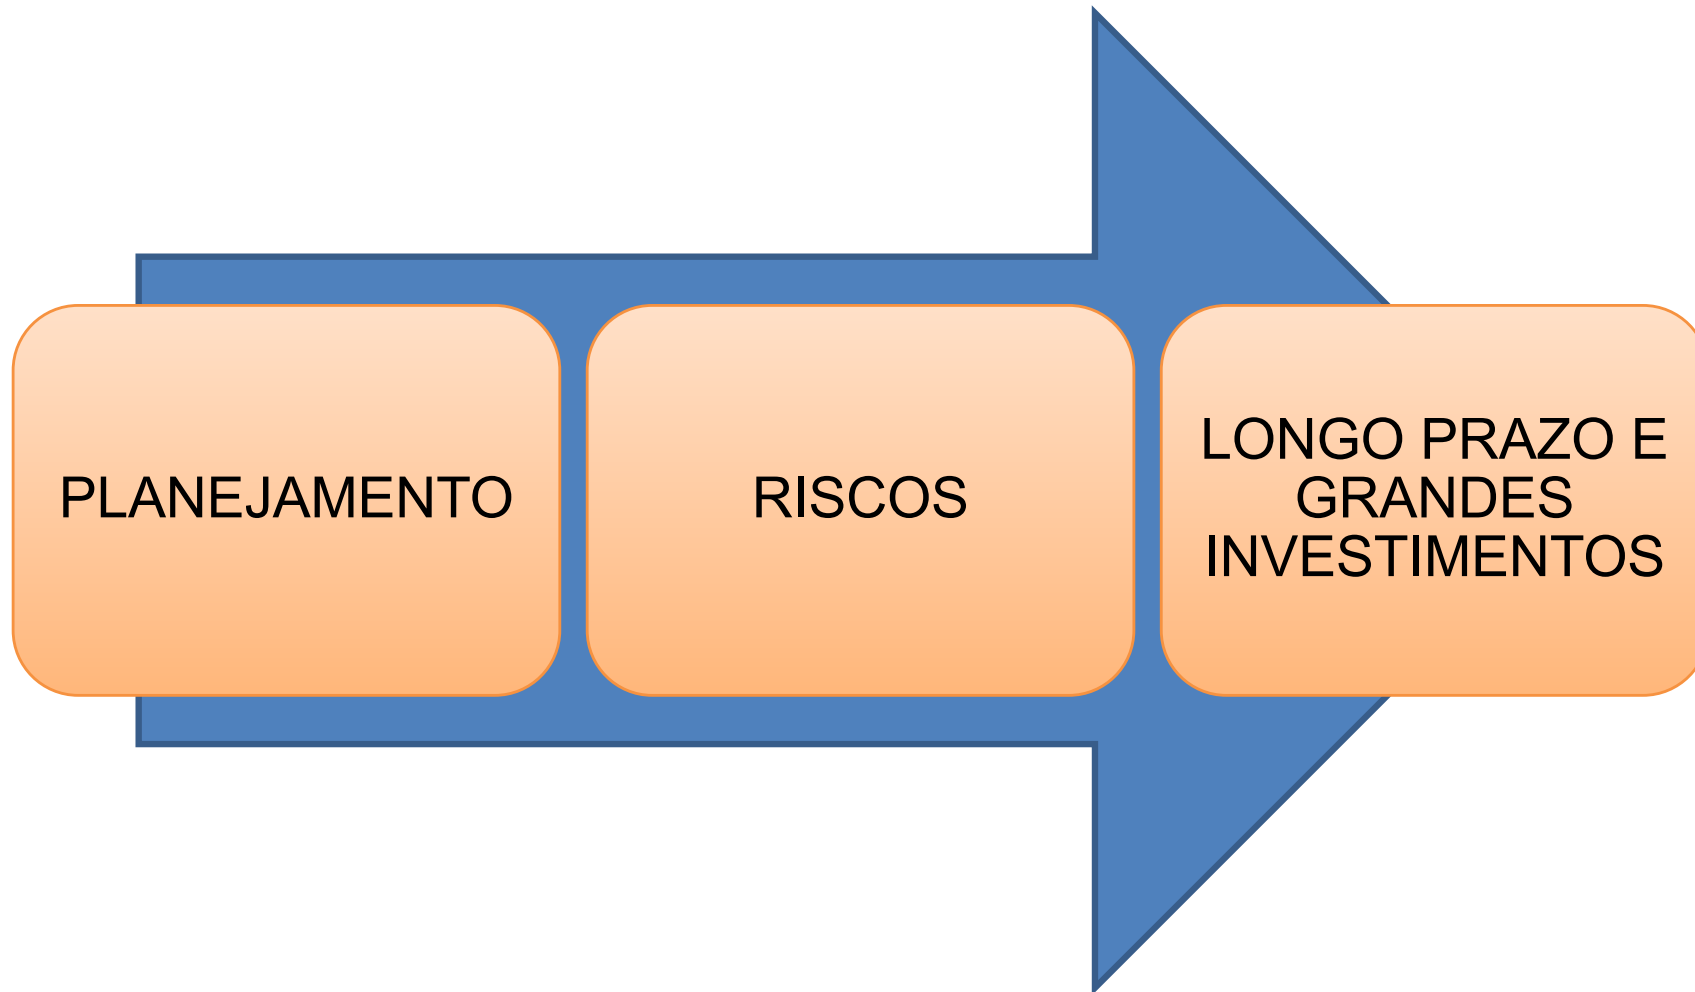 PLANEJAMENTO
RISCOS
LONGO PRAZO E
GRANDES
INVESTIMENTOS